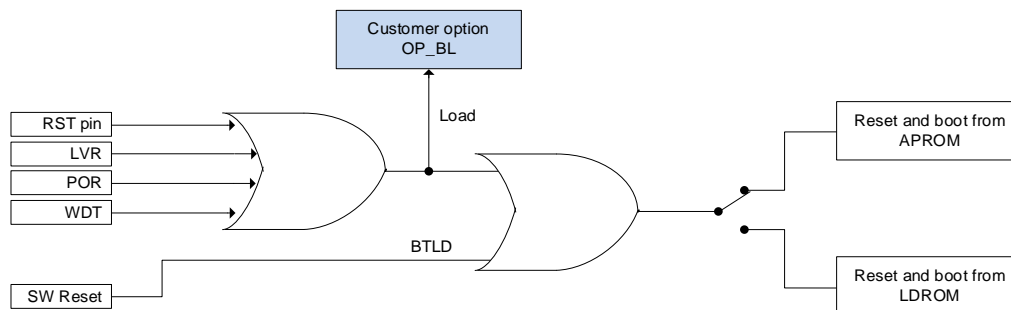 Customer option
OP_BL
Load
RST pin
LVR
POR
WDT
BTLD
SW Reset
Reset and boot from
APROM
Reset and boot from
LDROM